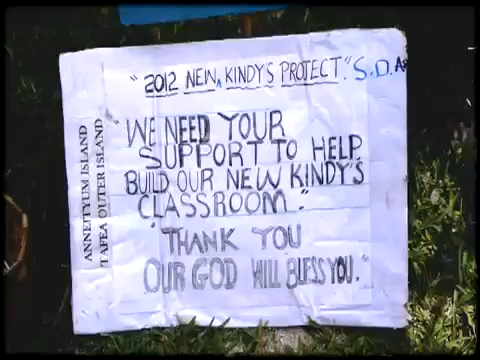 "2012 NEW, KINDY'S PROTECT." S.D.A
"WE NEED YOUR
SUPPORT TO HELP
BUILD OUR NEW KINDY'S
CLASSROOM."
"THANK YOU
OUR GOD WILL BLESS YOU."
ANNEITYUM ISLAND
TAFEA OUTER ISLAND